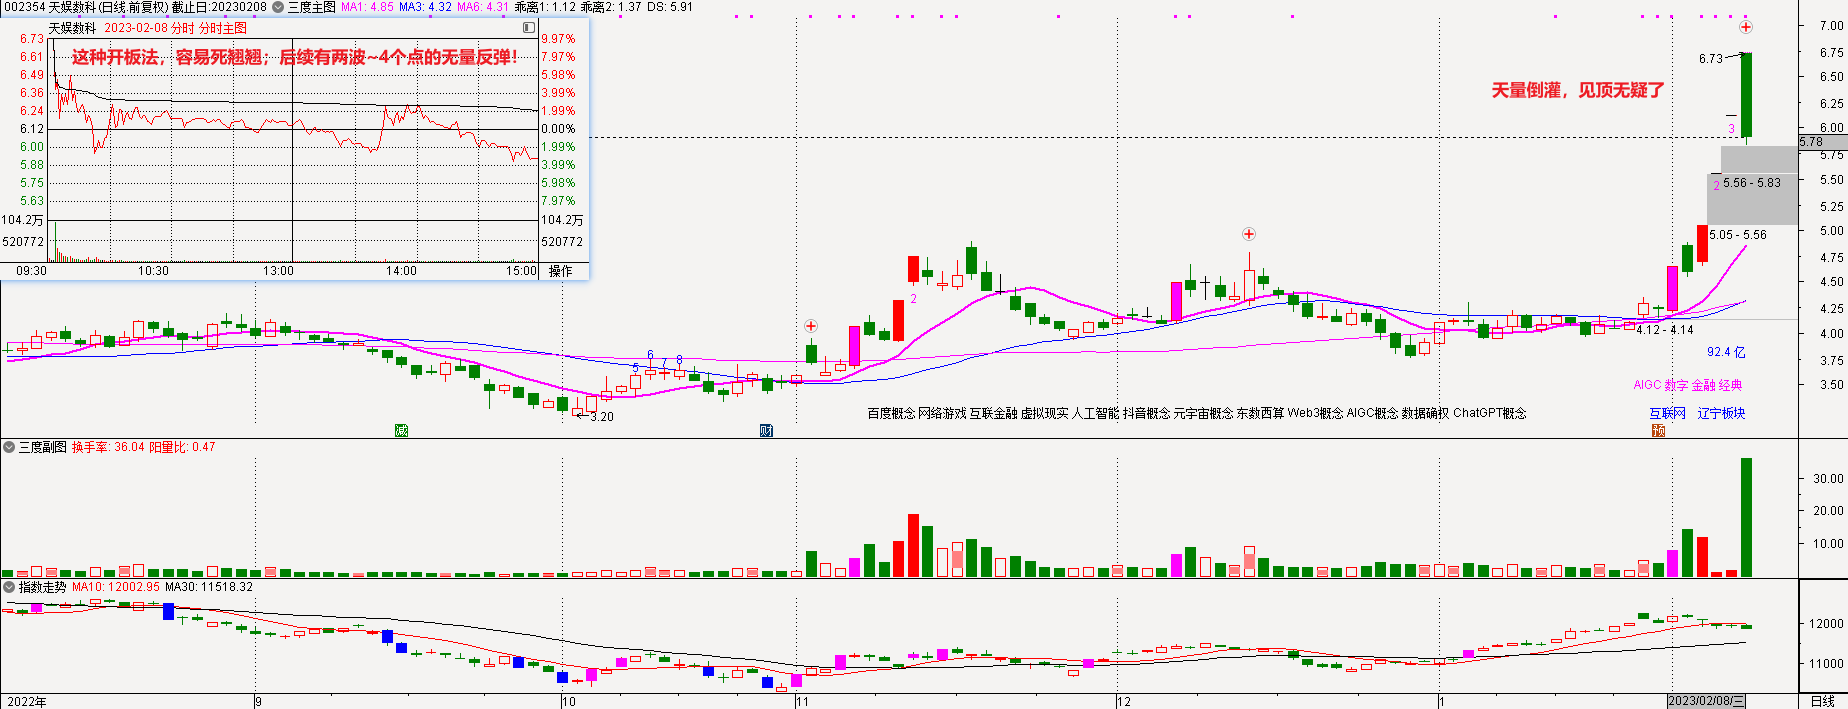 002354 天娱数科(日线.前复权) 截止日:20230208 三度主图 MA1: 4.85 MA3: 4.32 MA6: 4.31 乖离1: 1.12 乖离2: 1.37 DS: 5.91
天娱数科 2023-02-08 分时 分时主图
这种开板法，容易死翘翘；后续有两波~4个点的无量反弹!
6.73 9.97%
6.61 7.97%
6.49 5.98%
6.36 3.99%
6.24 1.99%
6.12 0.00%
6.00 1.99%
5.88 3.99%
5.75 5.98%
5.63 7.97%
104.2万 104.2万
520772 520772
09:30 10:30 13:00 14:00 15:00 操作
天量倒灌，见顶无疑了
6.73
3
2 5.56 - 5.83
5.05 - 5.56
2
5 6 7 8
3.20
4.12 - 4.14
92.4 亿
AIGC 数字 金融 经典
百度概念 网络游戏 互联金融 虚拟现实 人工智能 抖音概念 元宇宙概念 东数西算 Web3概念 AIGC概念 数据确权 ChatGPT概念
互联网 辽宁板块
减 财 预
7.00
6.75
6.50
6.25
6.00
5.78
5.75
5.50
5.25
5.00
4.75
4.50
4.25
4.00
3.75
3.50
三度副图 换手率: 36.04 阳量比: 0.47
30.00
20.00
10.00
指数走势 MA10: 12002.95 MA30: 11518.32
12000
11000
2022年 9 10 11 12 1 2023/02/08/三 日线